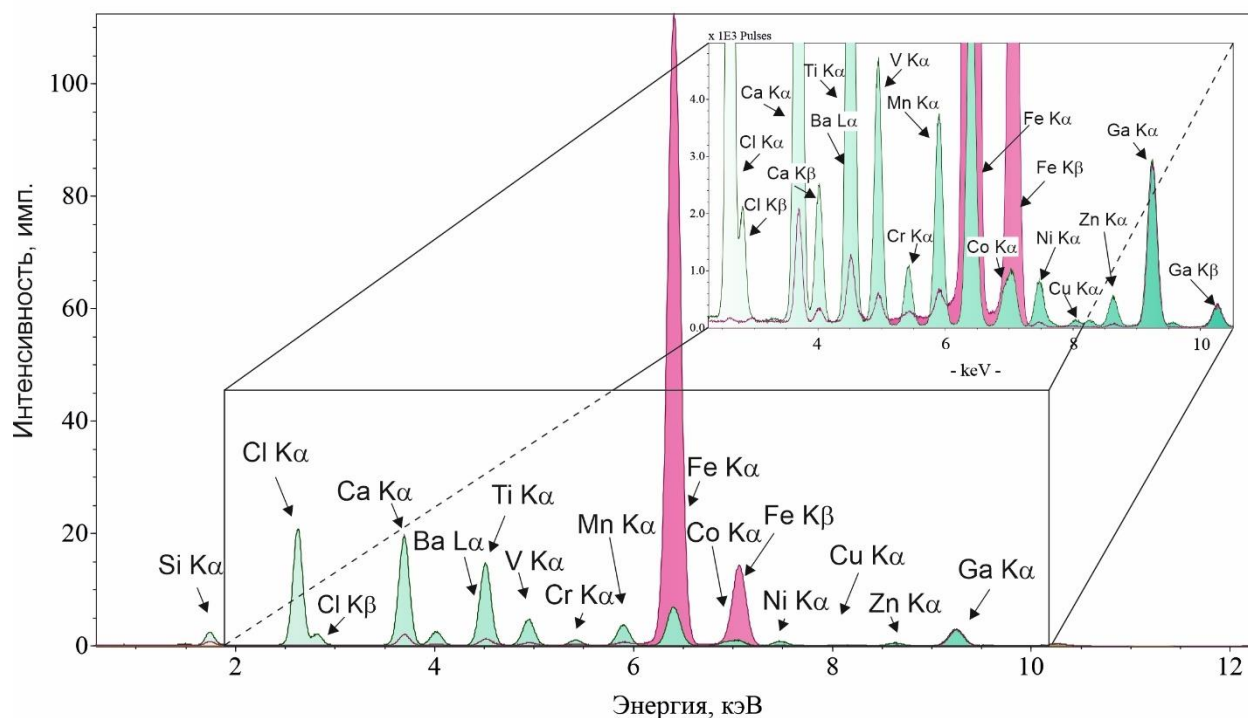 x 1E3 Pulses
5.0
4.0
3.0
2.0
1.0
0.0
Ca Kα
Cl Kα
Cl Kβ
Ti Kα
Ba Lα
Ca Kβ
V Kα
Mn Kα
Cr Kα
Fe Kα
Fe Kβ
Co Kα
Ni Kα
Cu Kα
Zn Kα
Ga Kα
Ga Kβ
4
6
8
10
- keV -
Интенсивность, имп.
100
80
60
40
20
0
Si Kα
Cl Kα
Cl Kβ
Ca Kα
Ba Lα
Ti Kα
V Kα
Cr Kα
Mn Kα
Fe Kα
Co Kα
Fe Kβ
Ni Kα
Cu Kα
Zn Kα
Ga Kα
2
4
6
8
10
12
Энергия, кэВ